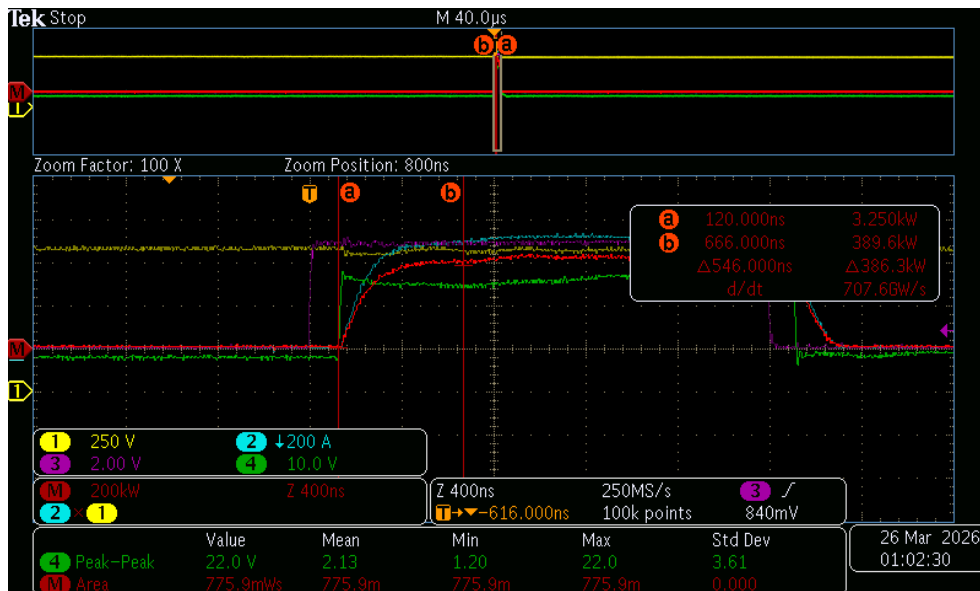 Tek Stop M 40.0µs
b a
M
1
Zoom Factor: 100 X Zoom Position: 800ns
T a b
a 120.000ns 3.250kW
b 666.000ns 389.6kW
Δ546.000ns Δ386.3kW
d/dt 707.6GW/s
M
1
1 250 V 2 ↓200 A
3 2.00 V 4 10.0 V
M 200kW Z 400ns
2 × 1
Z 400ns 250MS/s 3 ∫
T→▼−616.000ns 100k points 840mV
Value Mean Min Max Std Dev
4 Peak−Peak 22.0 V 2.13 1.20 22.0 3.61
M Area 775.9mWs 775.9m 775.9m 775.9m 0.000
26 Mar 2026
01:02:30